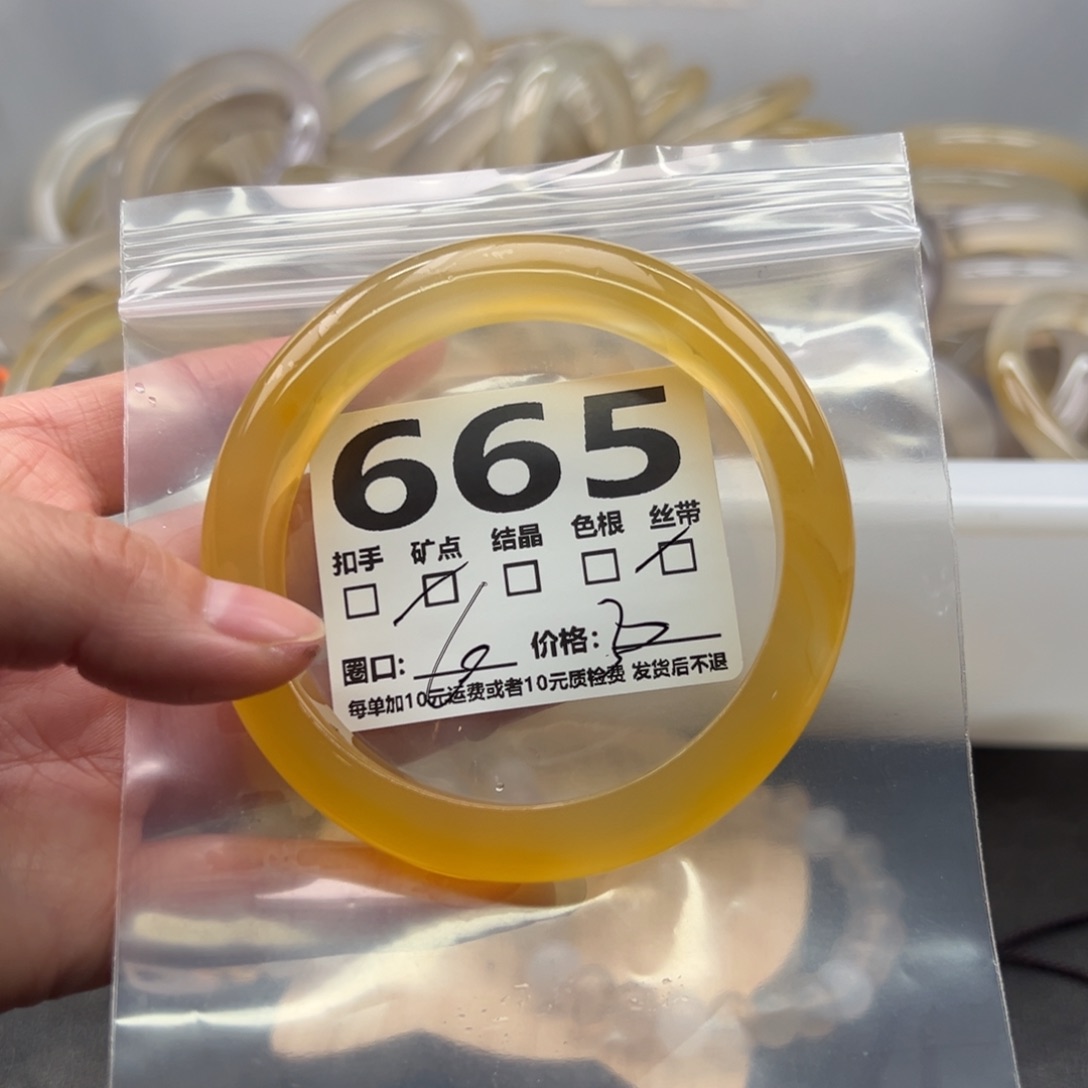 665
扣手 矿点 结晶 色根 丝带
圈口: 价格:
每单加10元运费或者10元质检费 发货后不退